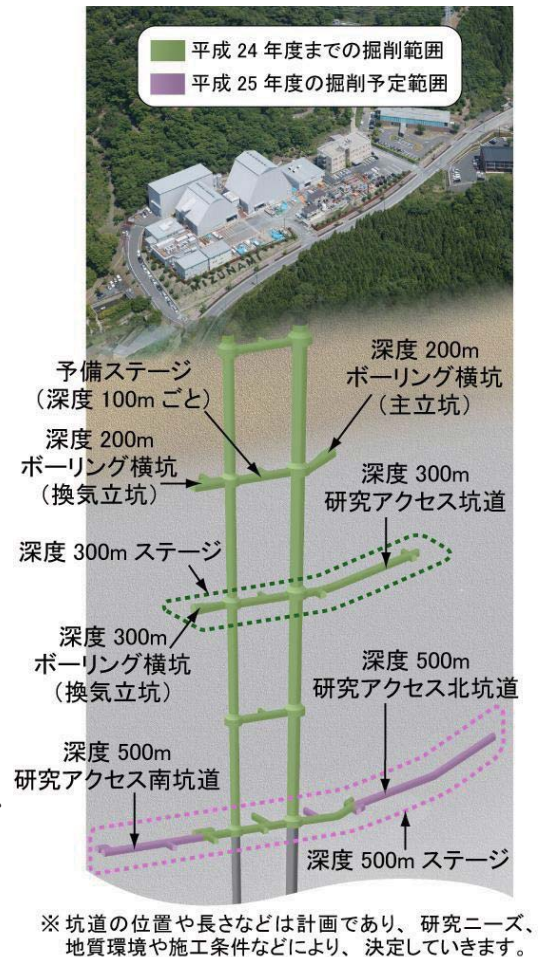 平成 24 年度までの掘削範囲
平成 25 年度の掘削予定範囲
MIZUNAMI
予備ステージ
(深度 100m ごと)
深度 200m
ボーリング横坑
(主立坑)
深度 200m
ボーリング横坑
(換気立坑)
深度 300m
研究アクセス坑道
深度 300m ステージ
深度 300m
ボーリング横坑
(換気立坑)
深度 500m
研究アクセス北坑道
深度 500m
研究アクセス南坑道
深度 500m ステージ
※ 坑道の位置や長さなどは計画であり、研究ニーズ、
地質環境や施工条件などにより、決定していきます。